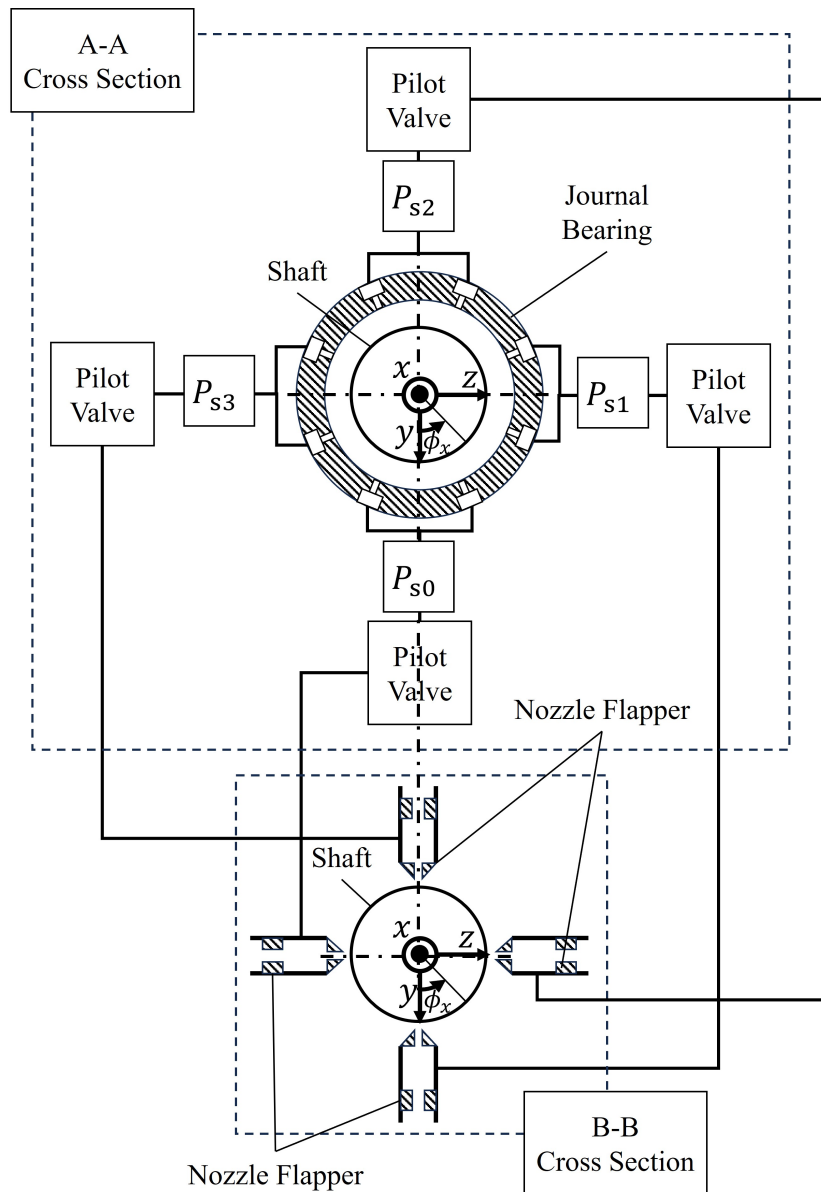 A-A
Cross Section
Pilot
Valve
P_s2
Journal
Bearing
Shaft
Pilot
Valve
P_s3
x
z
y
ϕ_x
P_s1
Pilot
Valve
P_s0
Pilot
Valve
Nozzle Flapper
Shaft
x
z
y
ϕ_x
B-B
Cross Section
Nozzle Flapper